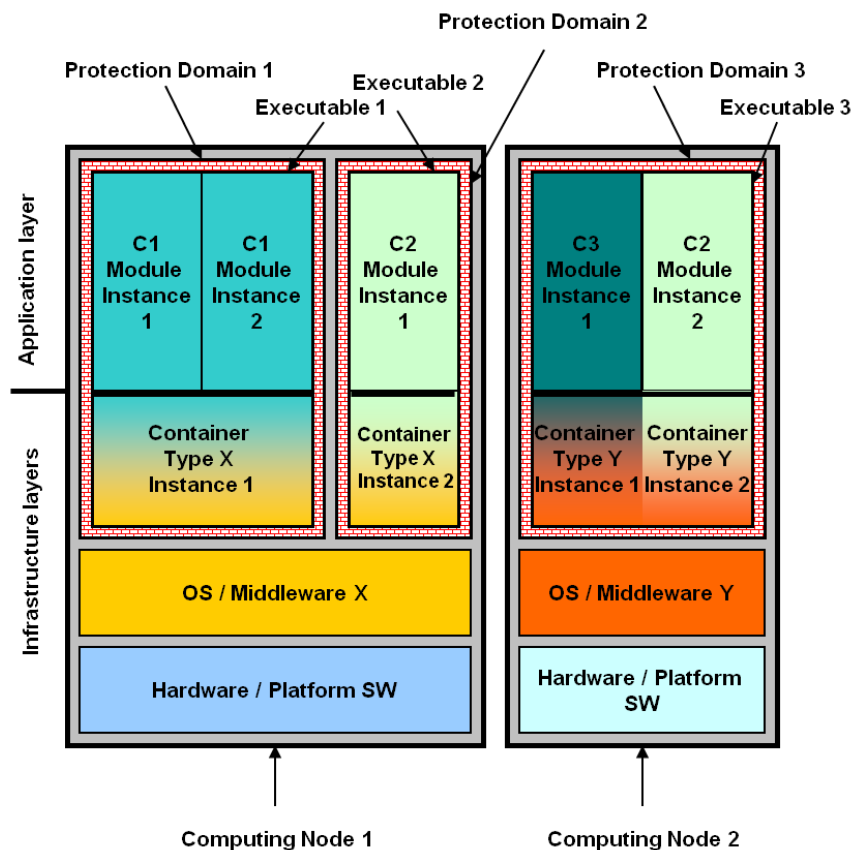 Protection Domain 2
Protection Domain 1
Protection Domain 3
Executable 2
Executable 1
Executable 3
Application layer
C1
Module
Instance
1
C1
Module
Instance
2
C2
Module
Instance
1
C3
Module
Instance
1
C2
Module
Instance
2
Infrastructure layers
Container
Type X
Instance 1
Container
Type X
Instance 2
Container
Type Y
Instance 1
Container
Type Y
Instance 2
OS / Middleware X
OS / Middleware Y
Hardware / Platform SW
Hardware / Platform
SW
Computing Node 1
Computing Node 2